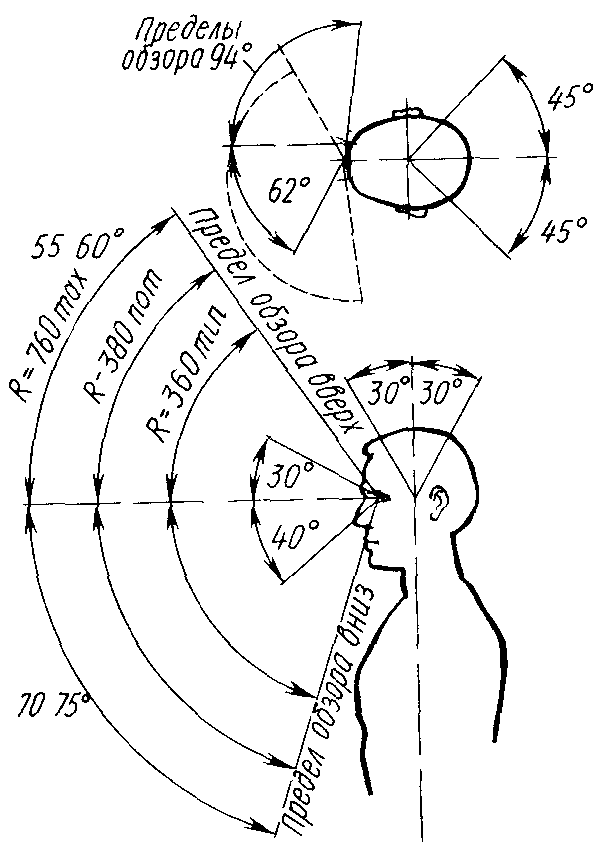 Пределы
обзора 94°
45°
62°
45°
55 60°
Предел обзора вверх
R=760 max
R-380 nom
R=360 min
30° 30°
30°
40°
70 75°
Предел обзора вниз